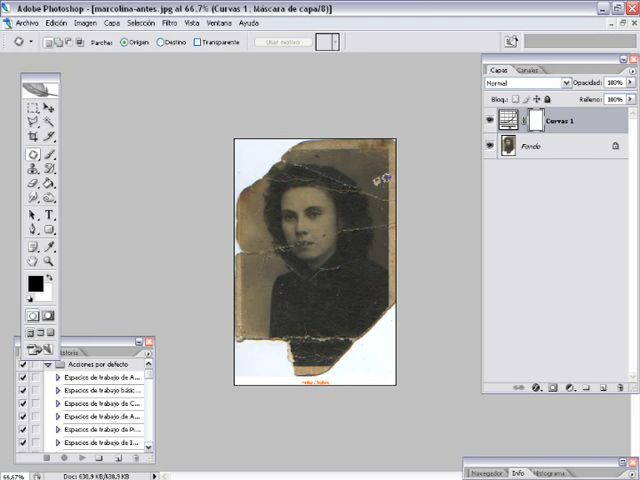 Adobe Photoshop - [marcolina-antes.jpg al 66,7% (Curvas 1, Máscara de capa/8)]
Archivo Edición Imagen Capa Selección Filtro Vista Ventana Ayuda
Parche: Origen Destino Transparente Usar motivo
Capas Canales
Normal Opacidad: 100%
Bloq.: Relleno: 100%
Curvas 1
Fondo
Historia
Acciones por defecto
Espacios de trabajo de A...
Espacios de trabajo básic...
Espacios de trabajo de C...
Espacios de trabajo de A...
Espacios de trabajo de Pi...
Espacios de trabajo de I...
66,67% Doc: 638,9 KB/638,9 KB
Navegador Info Histograma